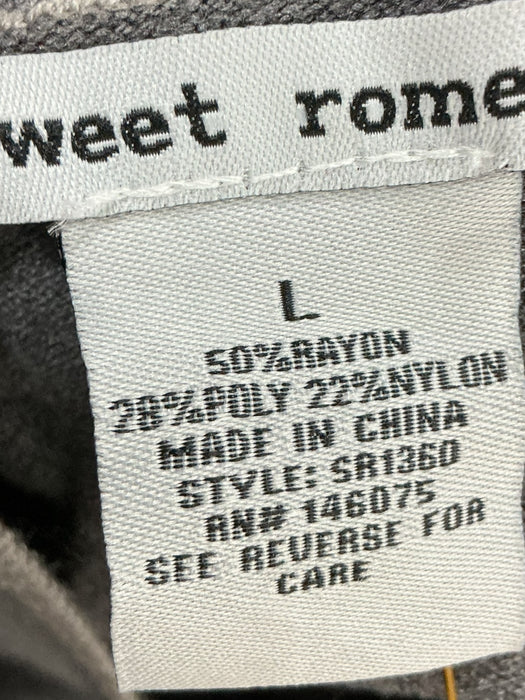 weet rome
L
50%RAYON
28%POLY 22%NYLON
MADE IN CHINA
STYLE: SR1360
RN# 146075
SEE REVERSE FOR
CARE